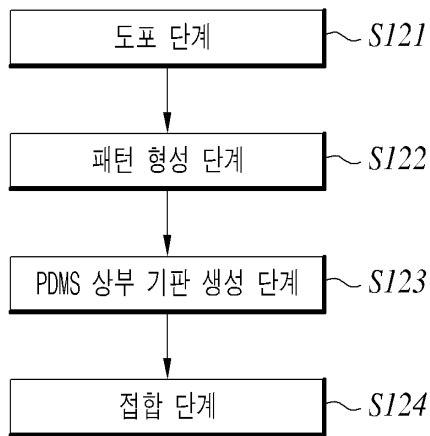 도포 단계 S121
패턴 형성 단계 S122
PDMS 상부 기판 생성 단계 S123
접합 단계 S124